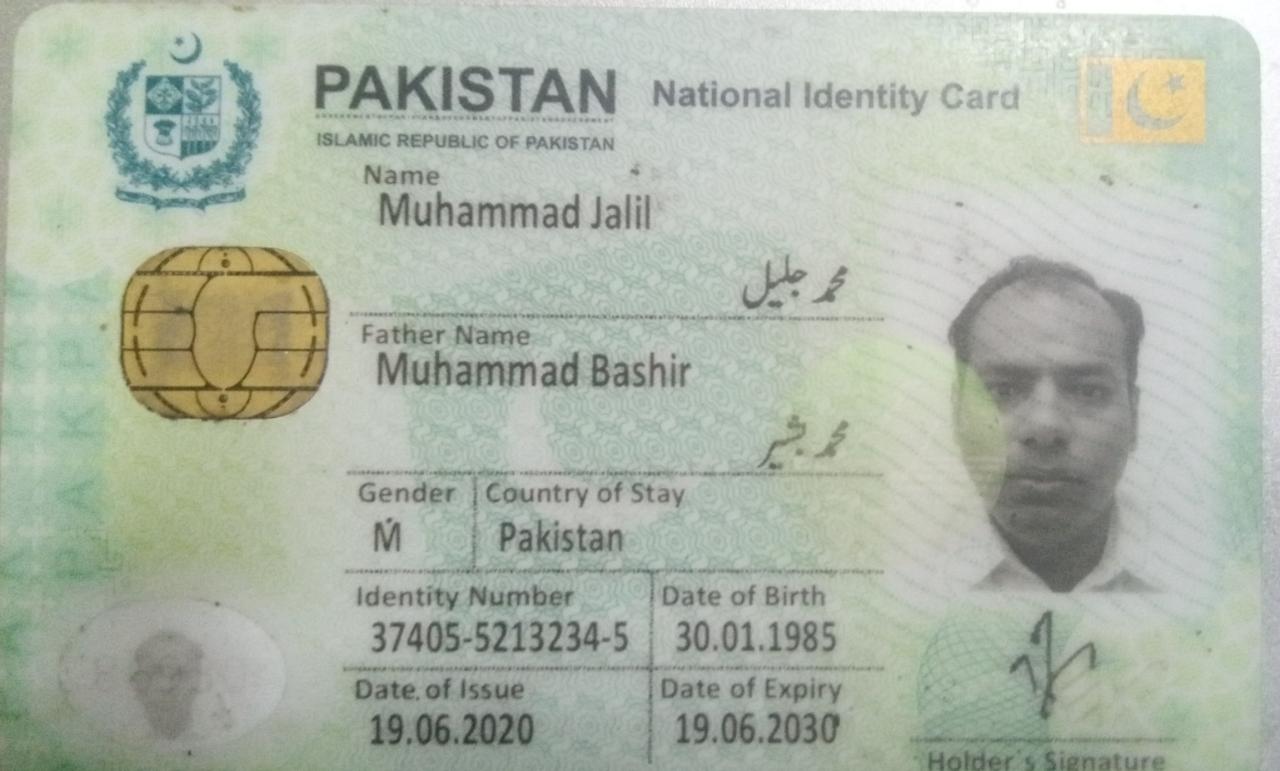 PAKISTAN National Identity Card
ISLAMIC REPUBLIC OF PAKISTAN
Name
Muhammad Jalil
محمد جلیل
Father Name
Muhammad Bashir
محمد بشیر
Gender Country of Stay
M Pakistan
Identity Number Date of Birth
37405-5213234-5 30.01.1985
Date of Issue Date of Expiry
19.06.2020 19.06.2030
Holder's Signature